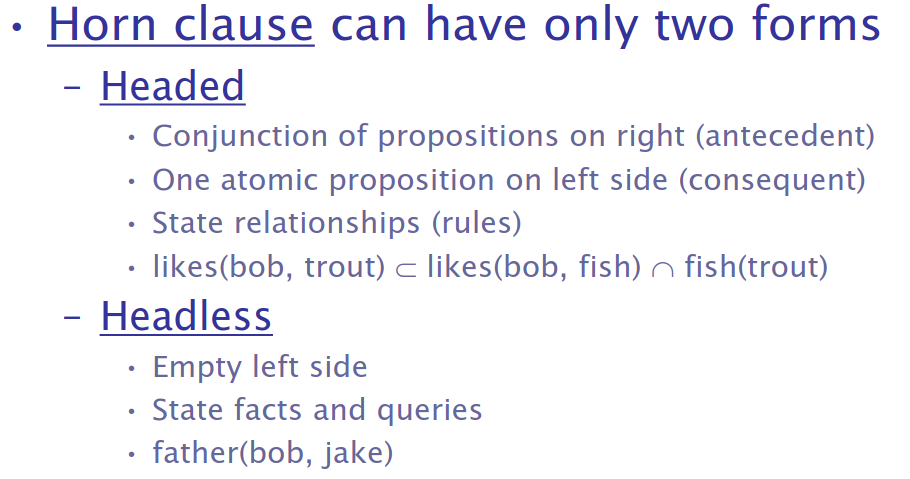 • Horn clause can have only two forms
– Headed
• Conjunction of propositions on right (antecedent)
• One atomic proposition on left side (consequent)
• State relationships (rules)
• likes(bob, trout) ⊂ likes(bob, fish) ∩ fish(trout)
– Headless
• Empty left side
• State facts and queries
• father(bob, jake)